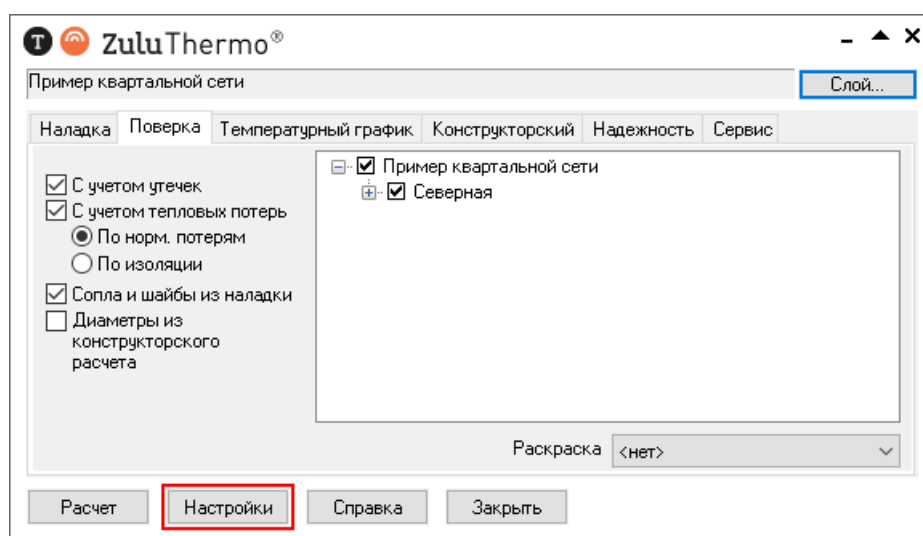 T ZuluThermo®
Пример квартальной сети
Слой...
Наладка Поверка Температурный график Конструкторский Надежность Сервис
С учетом утечек
С учетом тепловых потерь
По норм. потерям
По изоляции
Сопла и шайбы из наладки
Диаметры из
конструкторского
расчета
Пример квартальной сети
Северная
Раскраска <нет>
Расчет Настройки Справка Закрыть